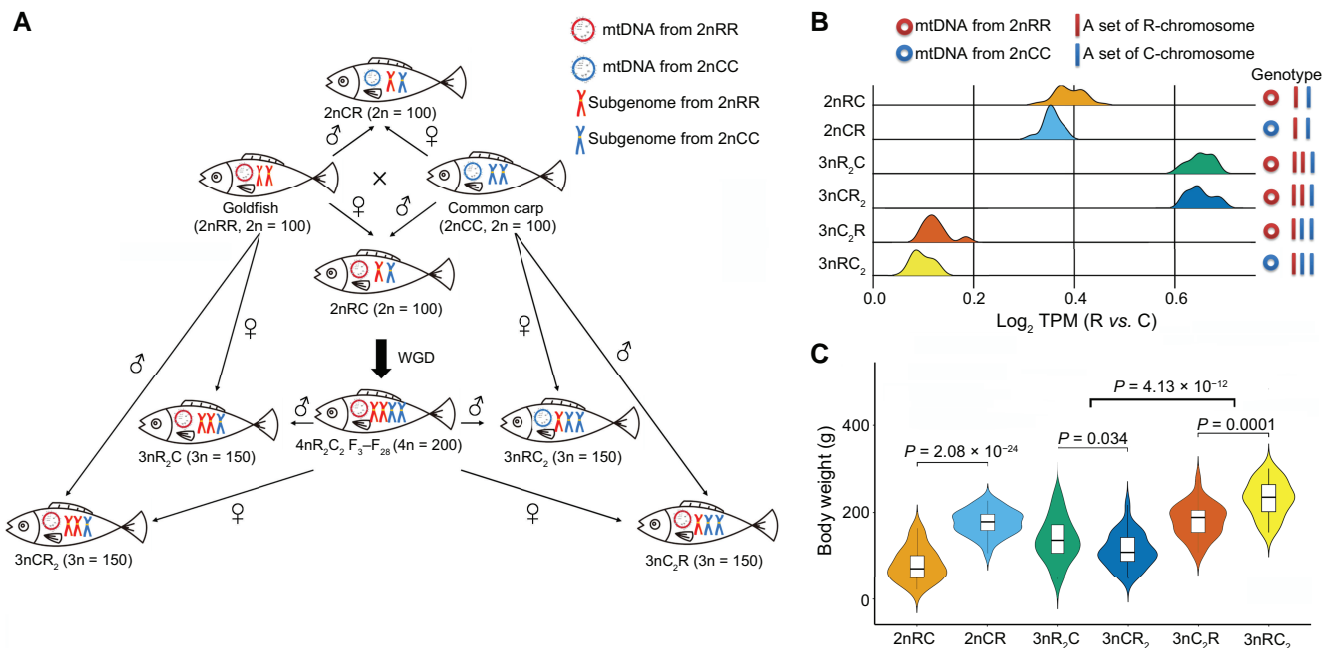 A
mtDNA from 2nRR
mtDNA from 2nCC
Subgenome from 2nRR
Subgenome from 2nCC
2nCR (2n = 100)
♂ ♀
×
Goldfish
(2nRR, 2n = 100)
Common carp
(2nCC, 2n = 100)
♀ ♂
2nRC (2n = 100)
♀ ♀
♂ ♂
WGD
♂ ♂
3nR₂C (3n = 150)
4nR₂C₂ F₃–F₂₈ (4n = 200)
3nRC₂ (3n = 150)
♀ ♀
3nCR₂ (3n = 150)
3nC₂R (3n = 150)
B
mtDNA from 2nRR
A set of R-chromosome
mtDNA from 2nCC
A set of C-chromosome
Genotype
2nRC
2nCR
3nR₂C
3nCR₂
3nC₂R
3nRC₂
0.0 0.2 0.4 0.6
Log₂ TPM (R vs. C)
C
Body weight (g)
400
200
0
P = 4.13 × 10⁻¹²
P = 2.08 × 10⁻²⁴
P = 0.034
P = 0.0001
2nRC 2nCR 3nR₂C 3nCR₂ 3nC₂R 3nRC₂